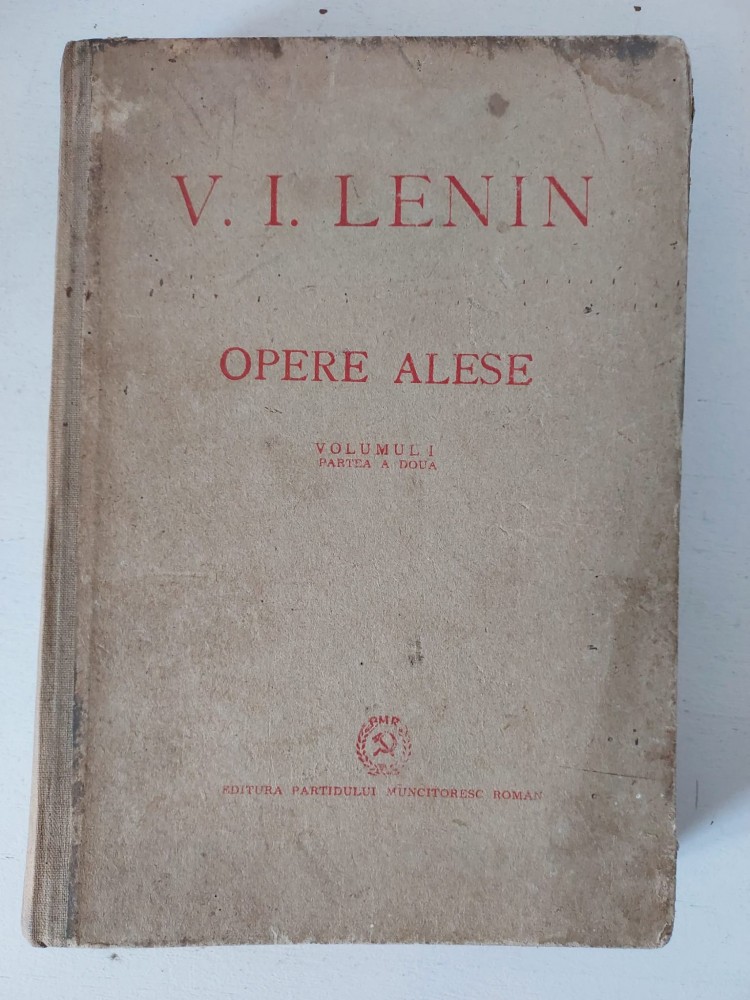 V. I. LENIN
OPERE ALESE
VOLUMUL I
PARTEA A DOUA
PMR
EDITURA PARTIDULUI MUNCITORESC ROMAN